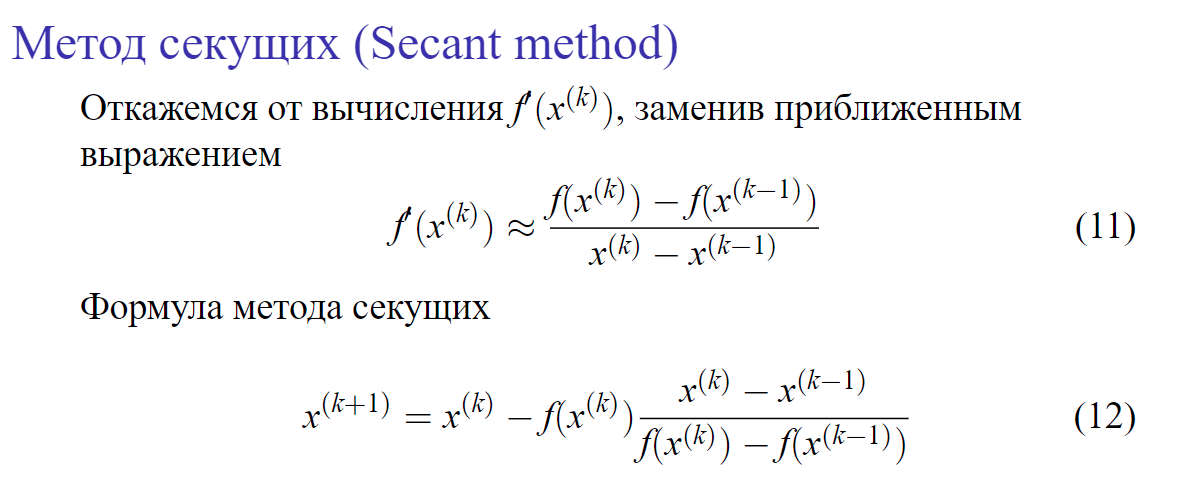 Метод секущих (Secant method)
Откажемся от вычисления f′(x^(k)), заменив приближенным
выражением
f′(x^(k)) ≈ (f(x^(k)) − f(x^(k−1))) / (x^(k) − x^(k−1)) (11)
Формула метода секущих
x^(k+1) = x^(k) − f(x^(k)) (x^(k) − x^(k−1)) / (f(x^(k)) − f(x^(k−1))) (12)